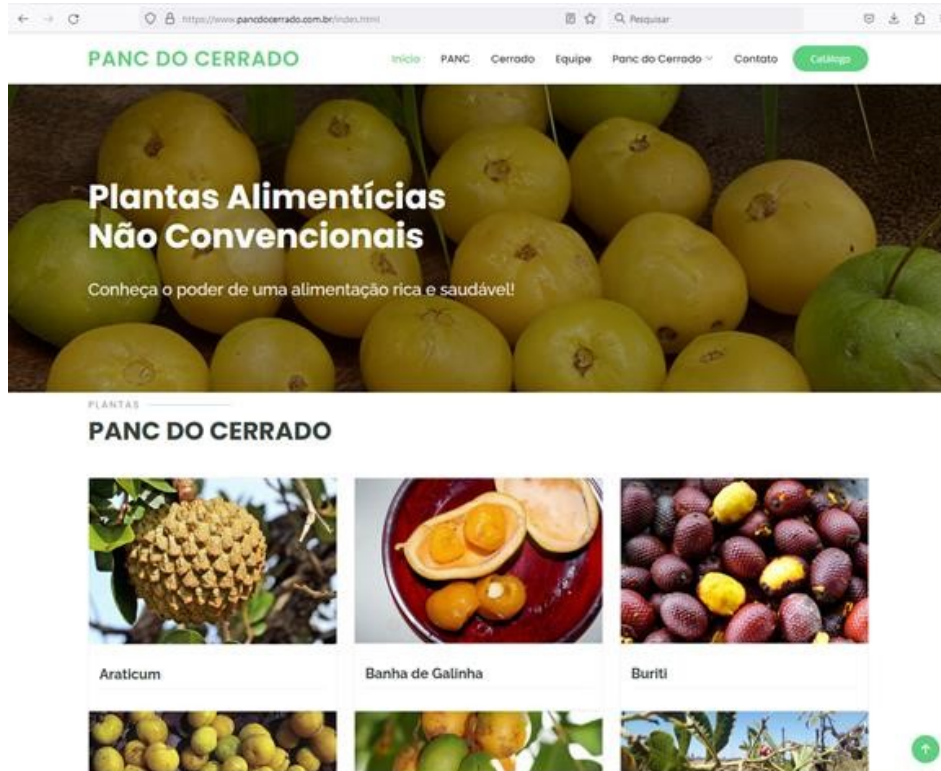 https://www.pancdocerrado.com.br/index.html
Pesquisar
PANC DO CERRADO
Início PANC Cerrado Equipe Panc do Cerrado Contato Catálogo
Plantas Alimentícias
Não Convencionais
Conheça o poder de uma alimentação rica e saudável!
PLANTAS
PANC DO CERRADO
Araticum Banha de Galinha Buriti